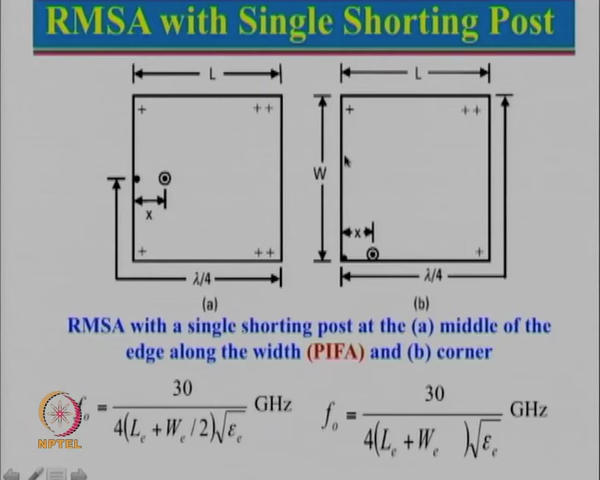 RMSA with Single Shorting Post
L
L
+ ++ + ++
W
x x
+ ++ +
λ/4 λ/4
(a) (b)
RMSA with a single shorting post at the (a) middle of the
edge along the width (PIFA) and (b) corner
fₒ = 30 / 4(Lₑ + Wₑ / 2)√εₑ GHz
fₒ = 30 / 4(Lₑ + Wₑ )√εₑ GHz
NPTEL